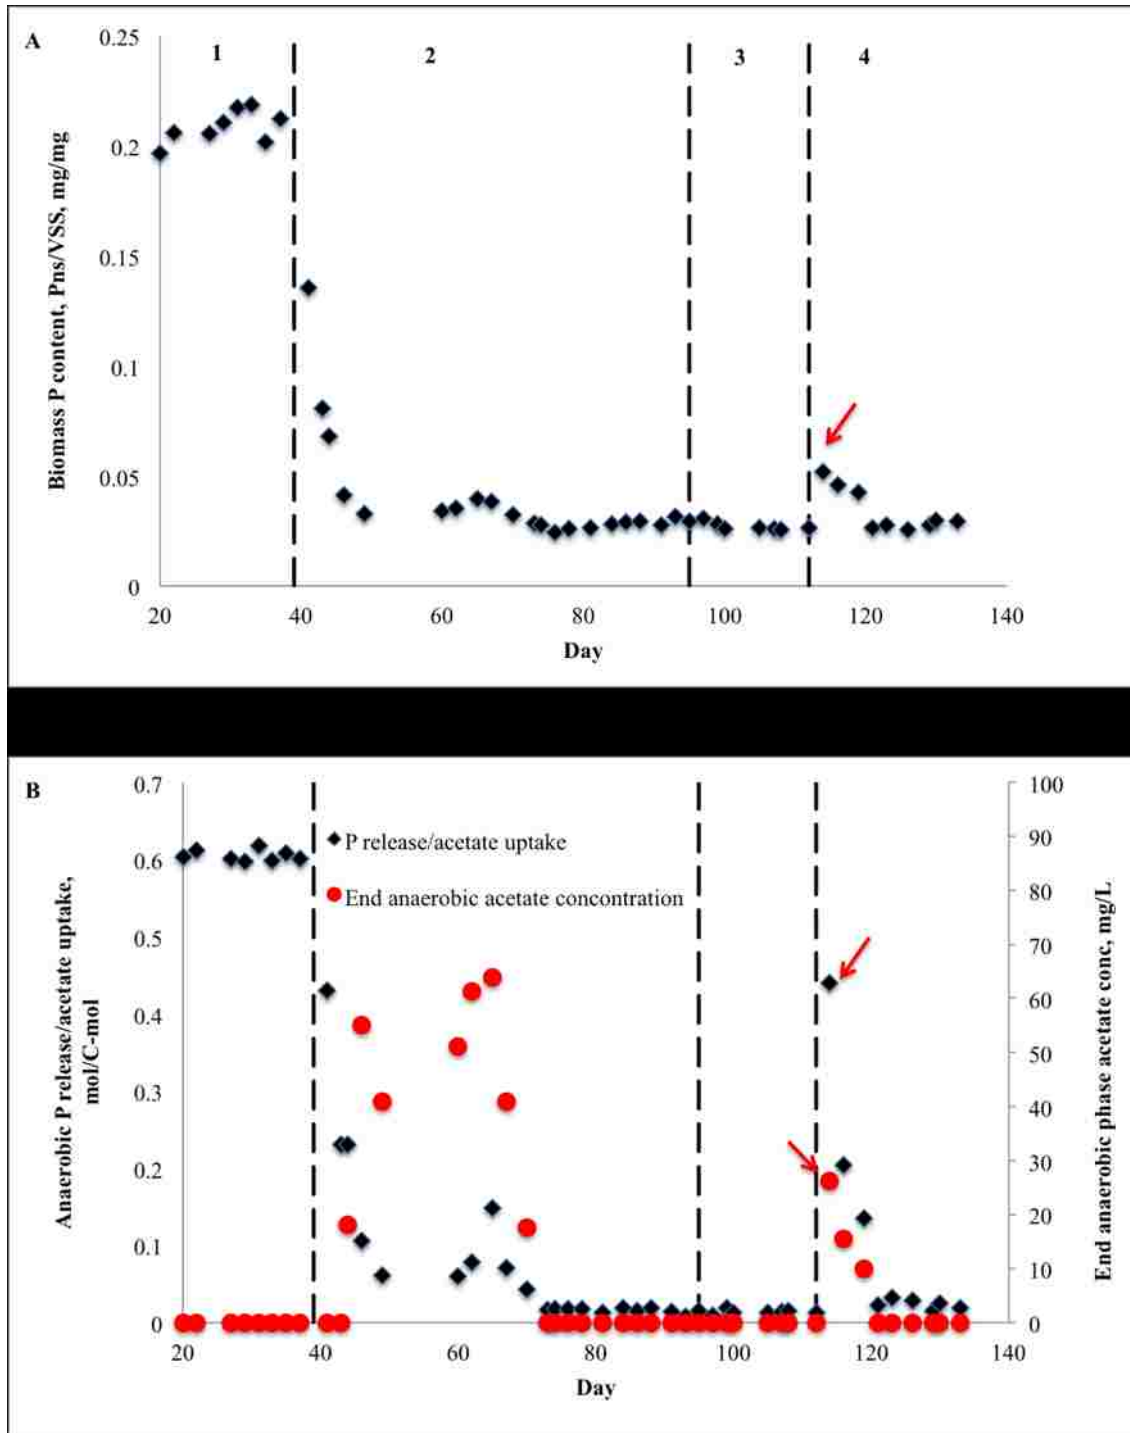 A
1
2
3
4
0.25
0.2
0.15
0.1
0.05
0
Biomass P content, Pns/VSS, mg/mg
20 40 60 80 100 120 140
Day
B
0.7
0.6
0.5
0.4
0.3
0.2
0.1
0
Anaerobic P release/acetate uptake,
mol/C-mol
P release/acetate uptake
End anaerobic acetate concontration
100
90
80
70
60
50
40
30
20
10
0
End anaerobic phase acetate conc, mg/L
20 40 60 80 100 120 140
Day